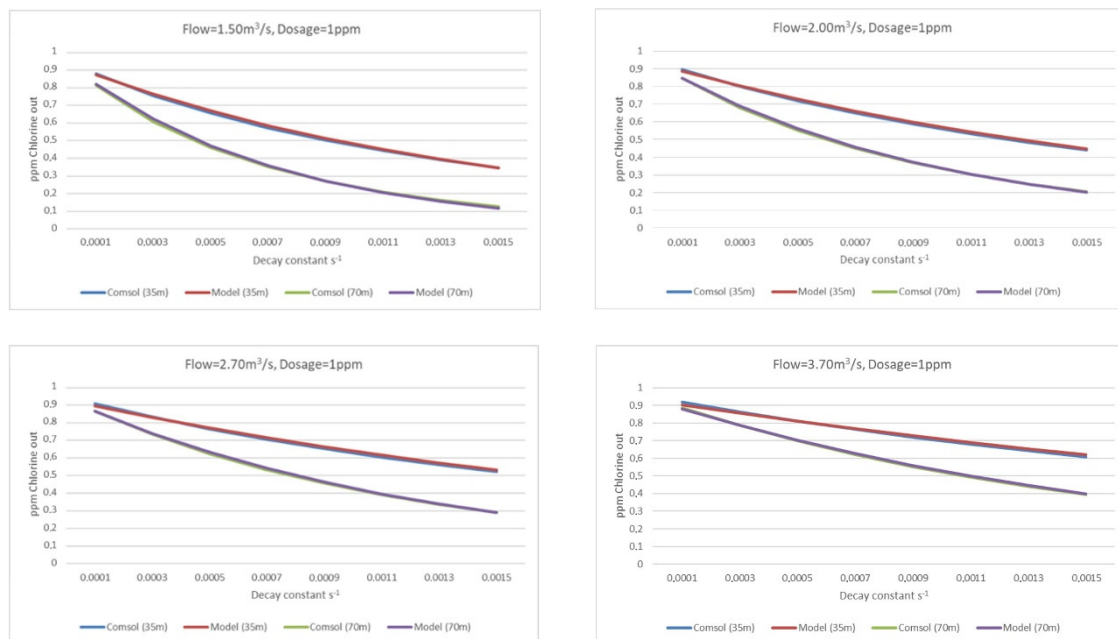 Flow=1.50m³/s, Dosage=1ppm
ppm Chlorine out
1
0,9
0,8
0,7
0,6
0,5
0,4
0,3
0,2
0,1
0
0,0001 0,0003 0,0005 0,0007 0,0009 0,0011 0,0013 0,0015
Decay constant s⁻¹
Comsol (35m) Model (35m) Comsol (70m) Model (70m)
Flow=2.00m³/s, Dosage=1ppm
ppm Chlorine out
1
0,9
0,8
0,7
0,6
0,5
0,4
0,3
0,2
0,1
0
0,0001 0,0003 0,0005 0,0007 0,0009 0,0011 0,0013 0,0015
Decay constant s⁻¹
Comsol (35m) Model (35m) Comsol (70m) Model (70m)
Flow=2.70m³/s, Dosage=1ppm
ppm Chlorine out
1
0,9
0,8
0,7
0,6
0,5
0,4
0,3
0,2
0,1
0
0,0001 0,0003 0,0005 0,0007 0,0009 0,0011 0,0013 0,0015
Decay constant s⁻¹
Comsol (35m) Model (35m) Comsol (70m) Model (70m)
Flow=3.70m³/s, Dosage=1ppm
ppm Chlorine out
1
0,9
0,8
0,7
0,6
0,5
0,4
0,3
0,2
0,1
0
0,0001 0,0003 0,0005 0,0007 0,0009 0,0011 0,0013 0,0015
Decay constant s⁻¹
Comsol (35m) Model (35m) Comsol (70m) Model (70m)